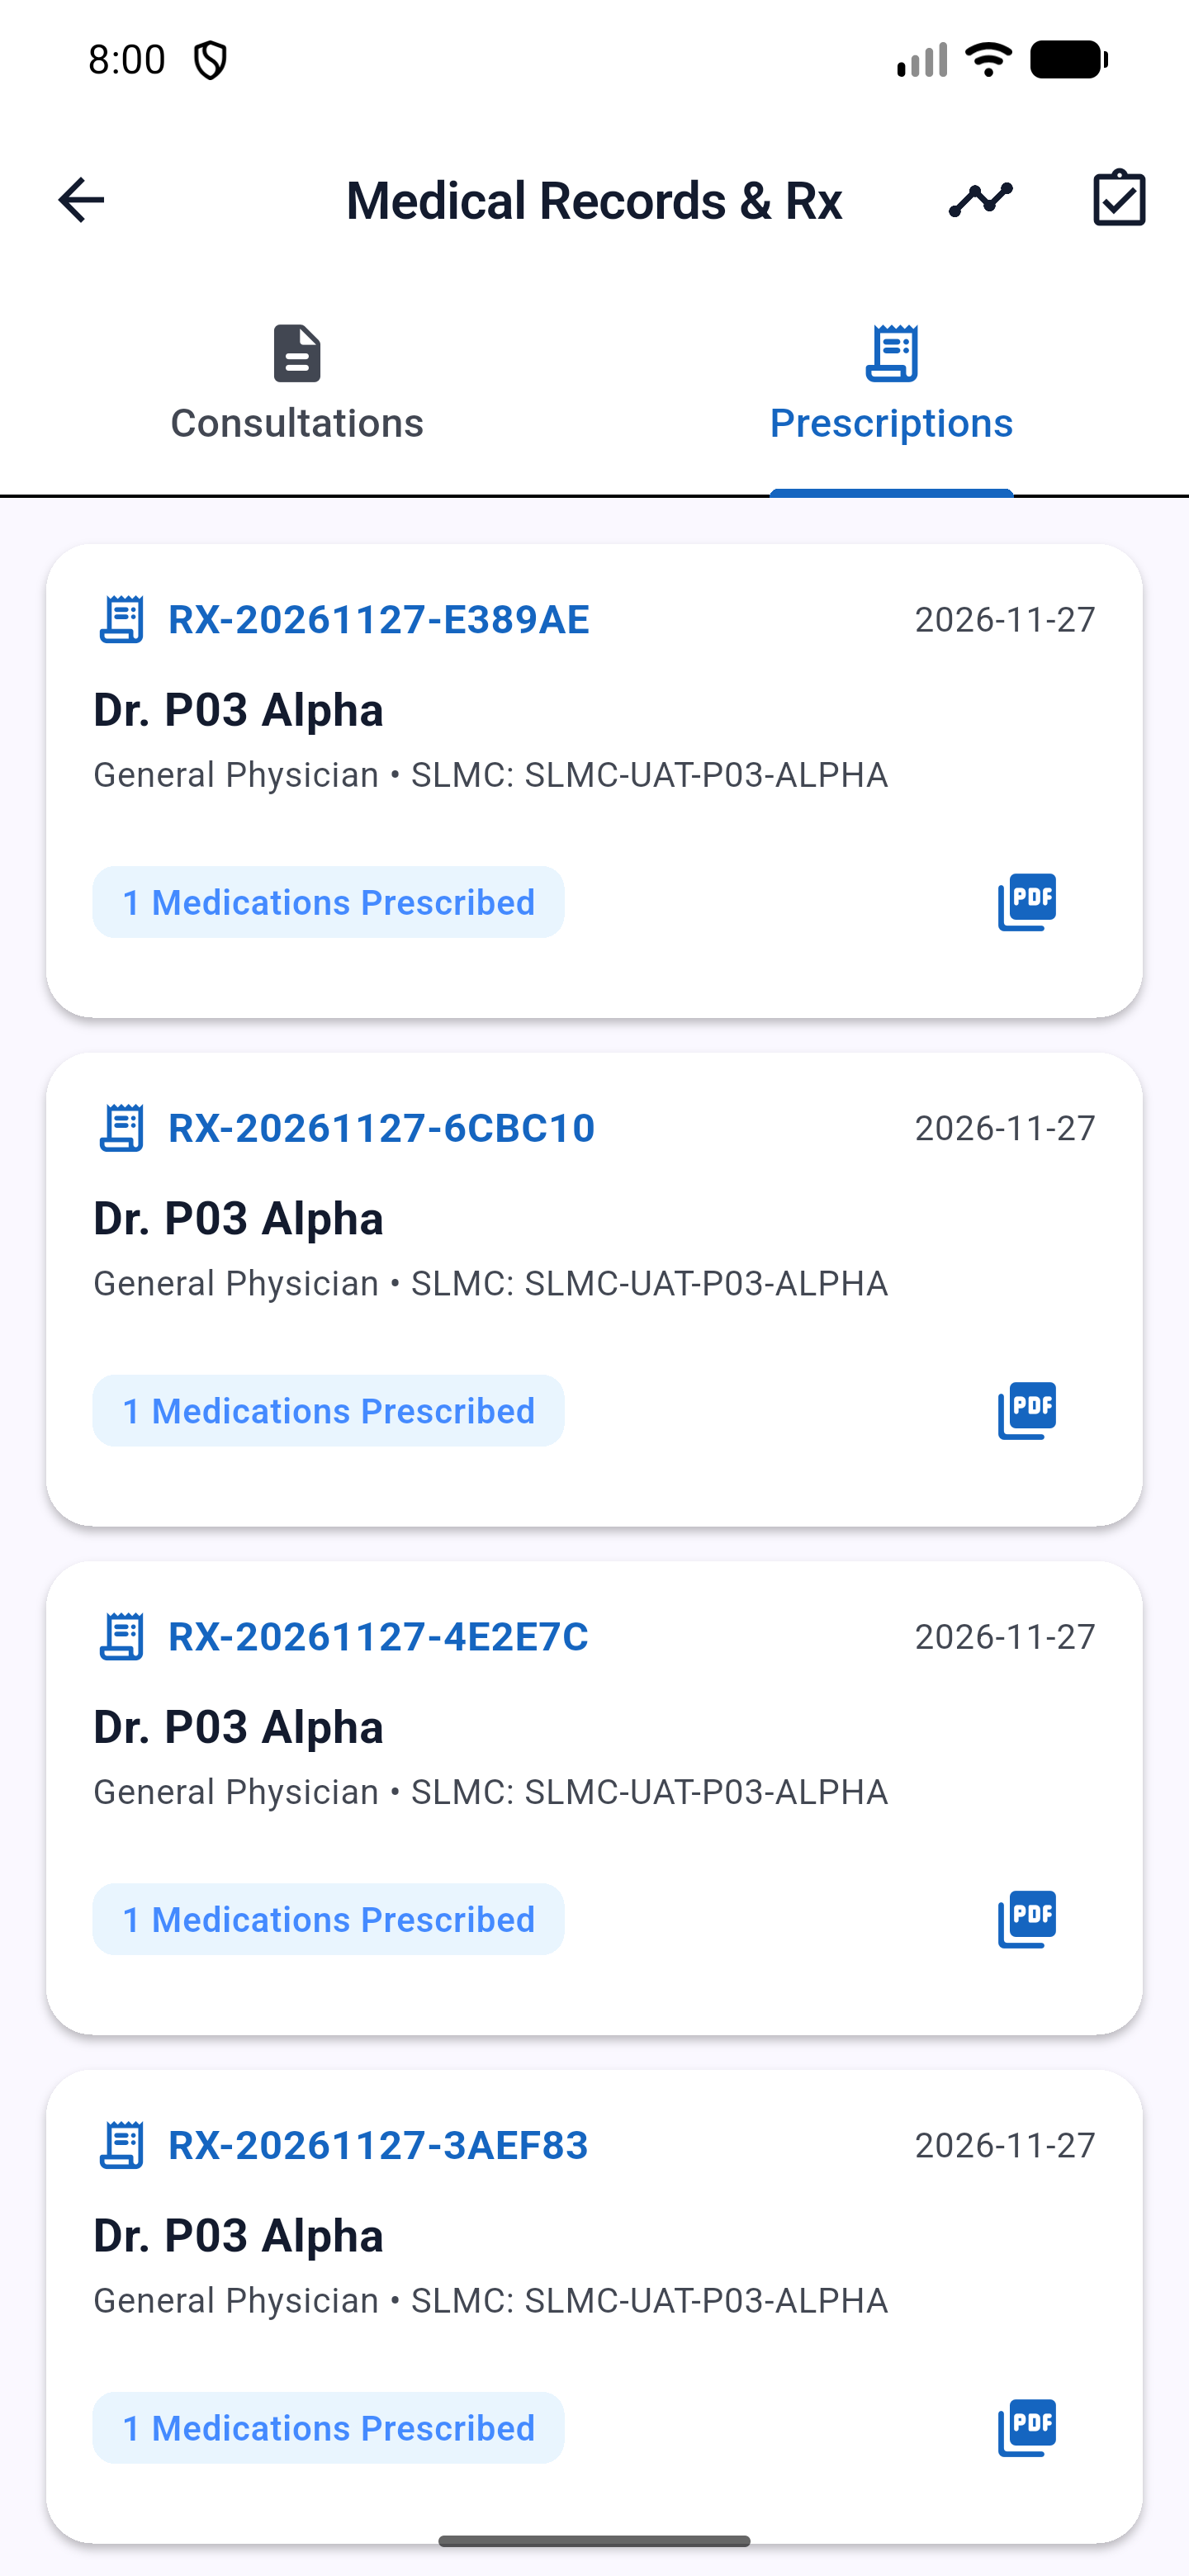 8:00
Medical Records & Rx
Consultations
Prescriptions
RX-20261127-E389AE
2026-11-27
Dr. P03 Alpha
General Physician • SLMC: SLMC-UAT-P03-ALPHA
1 Medications Prescribed
PDF
RX-20261127-6CBC10
2026-11-27
Dr. P03 Alpha
General Physician • SLMC: SLMC-UAT-P03-ALPHA
1 Medications Prescribed
PDF
RX-20261127-4E2E7C
2026-11-27
Dr. P03 Alpha
General Physician • SLMC: SLMC-UAT-P03-ALPHA
1 Medications Prescribed
PDF
RX-20261127-3AEF83
2026-11-27
Dr. P03 Alpha
General Physician • SLMC: SLMC-UAT-P03-ALPHA
1 Medications Prescribed
PDF